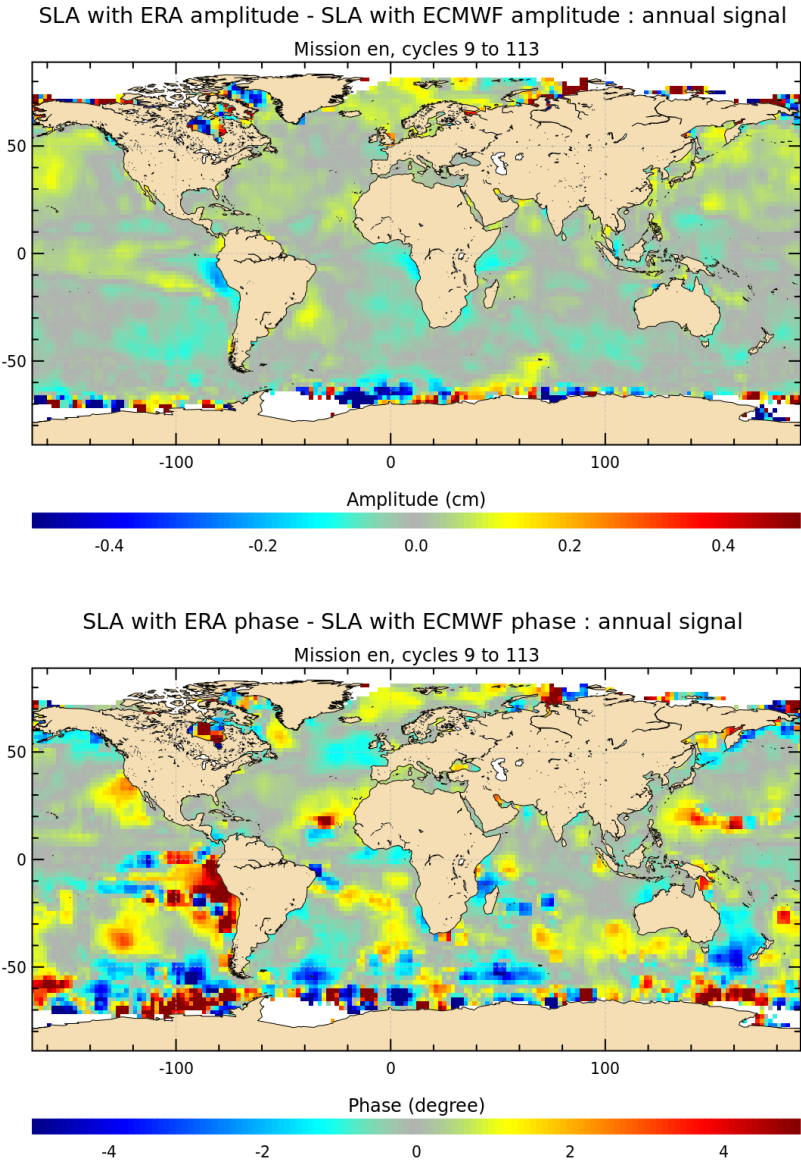 SLA with ERA amplitude - SLA with ECMWF amplitude : annual signal
Mission en, cycles 9 to 113
50
0
-50
-100 0 100
Amplitude (cm)
-0.4 -0.2 0.0 0.2 0.4
SLA with ERA phase - SLA with ECMWF phase : annual signal
Mission en, cycles 9 to 113
50
0
-50
-100 0 100
Phase (degree)
-4 -2 0 2 4